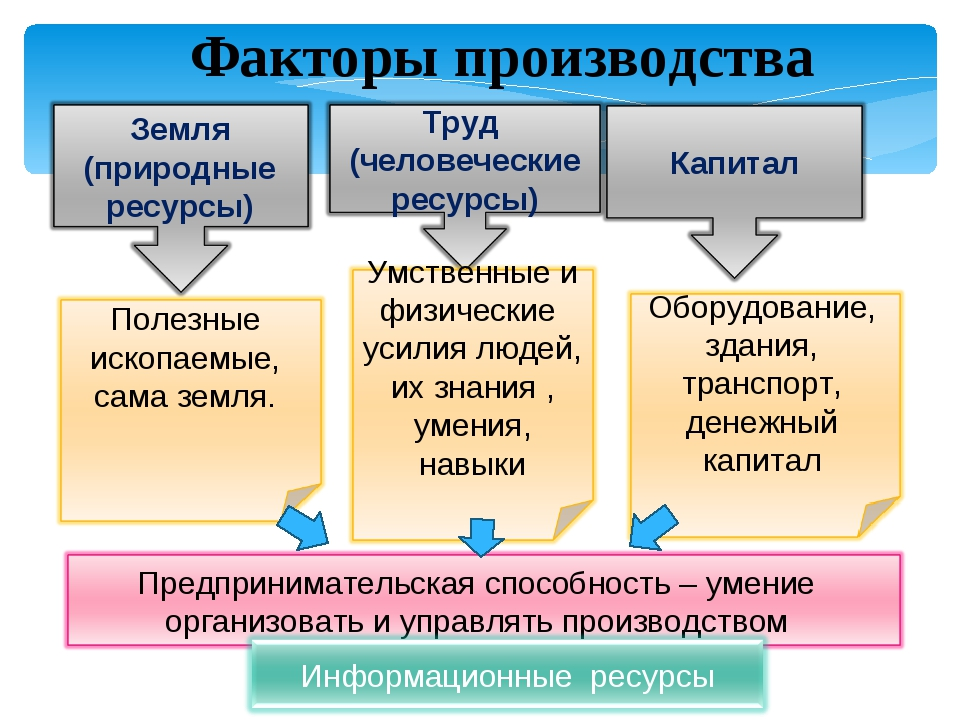 Факторы производства
Земля
(природные
ресурсы)
Труд
(человеческие
ресурсы)
Капитал
Полезные
ископаемые,
сама земля.
Умственные и
физические
усилия людей,
их знания ,
умения,
навыки
Оборудование,
здания,
транспорт,
денежный
капитал
Предпринимательская способность – умение
организовать и управлять производством
Информационные ресурсы